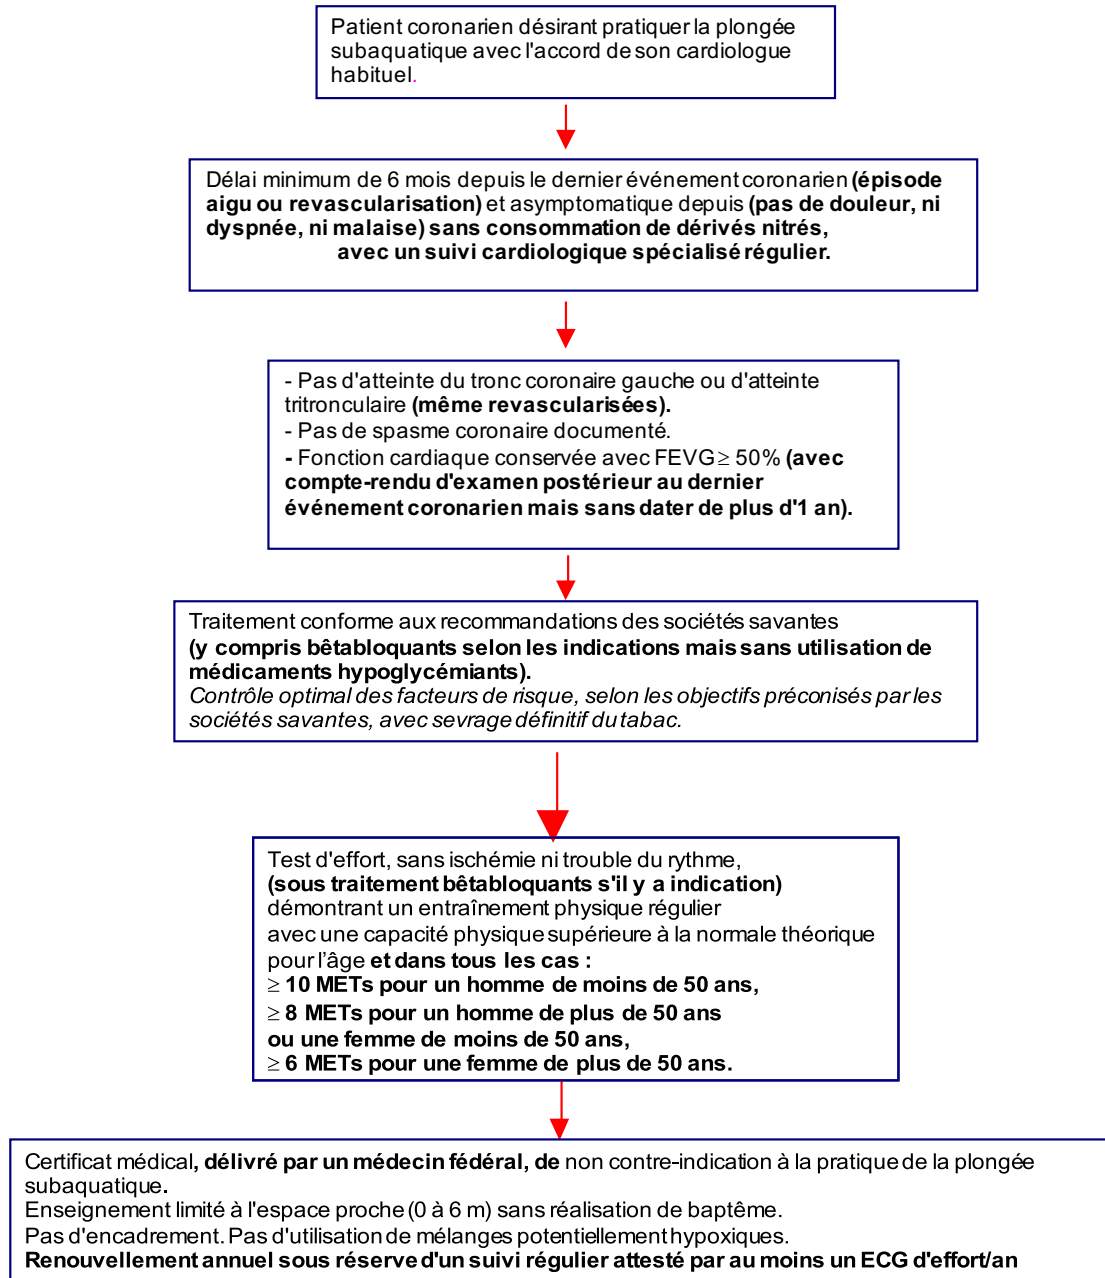 Patient coronarien désirant pratiquer la plongée
subaquatique avec l'accord de son cardiologue
habituel.
Délai minimum de 6 mois depuis le dernier événement coronarien (épisode
aigu ou revascularisation) et asymptomatique depuis (pas de douleur, ni
dyspnée, ni malaise) sans consommation de dérivés nitrés,
avec un suivi cardiologique spécialisé régulier.
- Pas d'atteinte du tronc coronaire gauche ou d'atteinte
tritronculaire (même revascularisées).
- Pas de spasme coronaire documenté.
- Fonction cardiaque conservée avec FEVG ≥ 50% (avec
compte-rendu d'examen postérieur au dernier
événement coronarien mais sans dater de plus d'1 an).
Traitement conforme aux recommandations des sociétés savantes
(y compris bêtabloquants selon les indications mais sans utilisation de
médicaments hypoglycémiants).
Contrôle optimal des facteurs de risque, selon les objectifs préconisés par les
sociétés savantes, avec sevrage définitif du tabac.
Test d'effort, sans ischémie ni trouble du rythme,
(sous traitement bêtabloquants s'il y a indication)
démontrant un entraînement physique régulier
avec une capacité physique supérieure à la normale théorique
pour l'âge et dans tous les cas :
≥ 10 METs pour un homme de moins de 50 ans,
≥ 8 METs pour un homme de plus de 50 ans
ou une femme de moins de 50 ans,
≥ 6 METs pour une femme de plus de 50 ans.
Certificat médical, délivré par un médecin fédéral, de non contre-indication à la pratique de la plongée
subaquatique.
Enseignement limité à l'espace proche (0 à 6 m) sans réalisation de baptême.
Pas d'encadrement. Pas d'utilisation de mélanges potentiellement hypoxiques.
Renouvellement annuel sous réserve d'un suivi régulier attesté par au moins un ECG d'effort/an